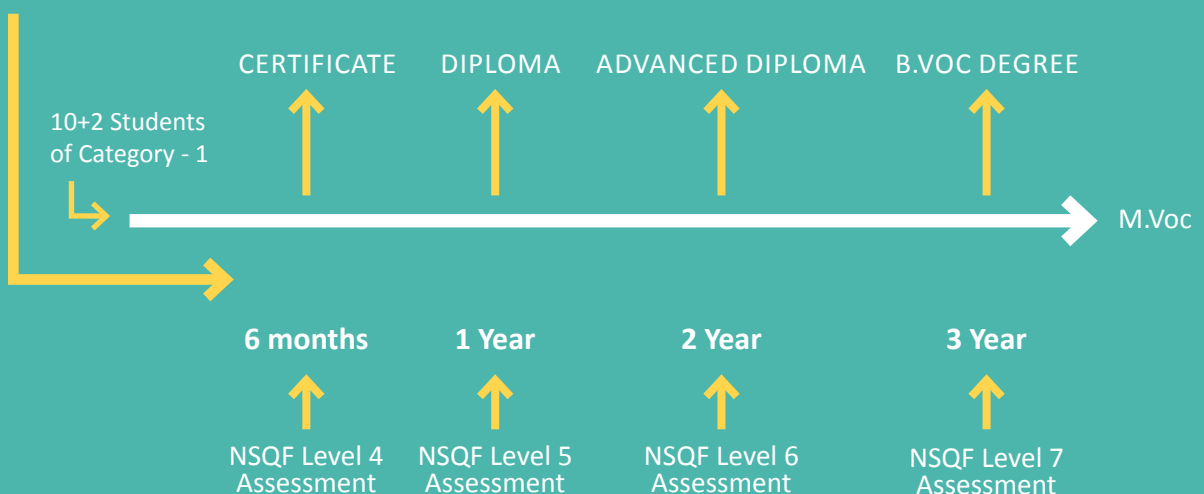 CERTIFICATE
DIPLOMA
ADVANCED DIPLOMA
B.VOC DEGREE
10+2 Students
of Category - 1
M.Voc
6 months
1 Year
2 Year
3 Year
NSQF Level 4
Assessment
NSQF Level 5
Assessment
NSQF Level 6
Assessment
NSQF Level 7
Assessment